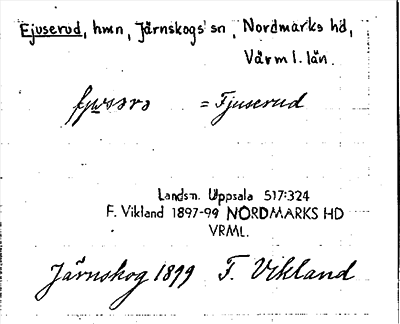 Fjuserud, hmn, Järnskogs sn, Nordmarks hd,
Värml. län.
= Fjuserud
Landsm. Uppsala 517:324
F. Vikland 1897-99 NORDMARKS HD
VRML.
Järnskog 1899 F. Vikland